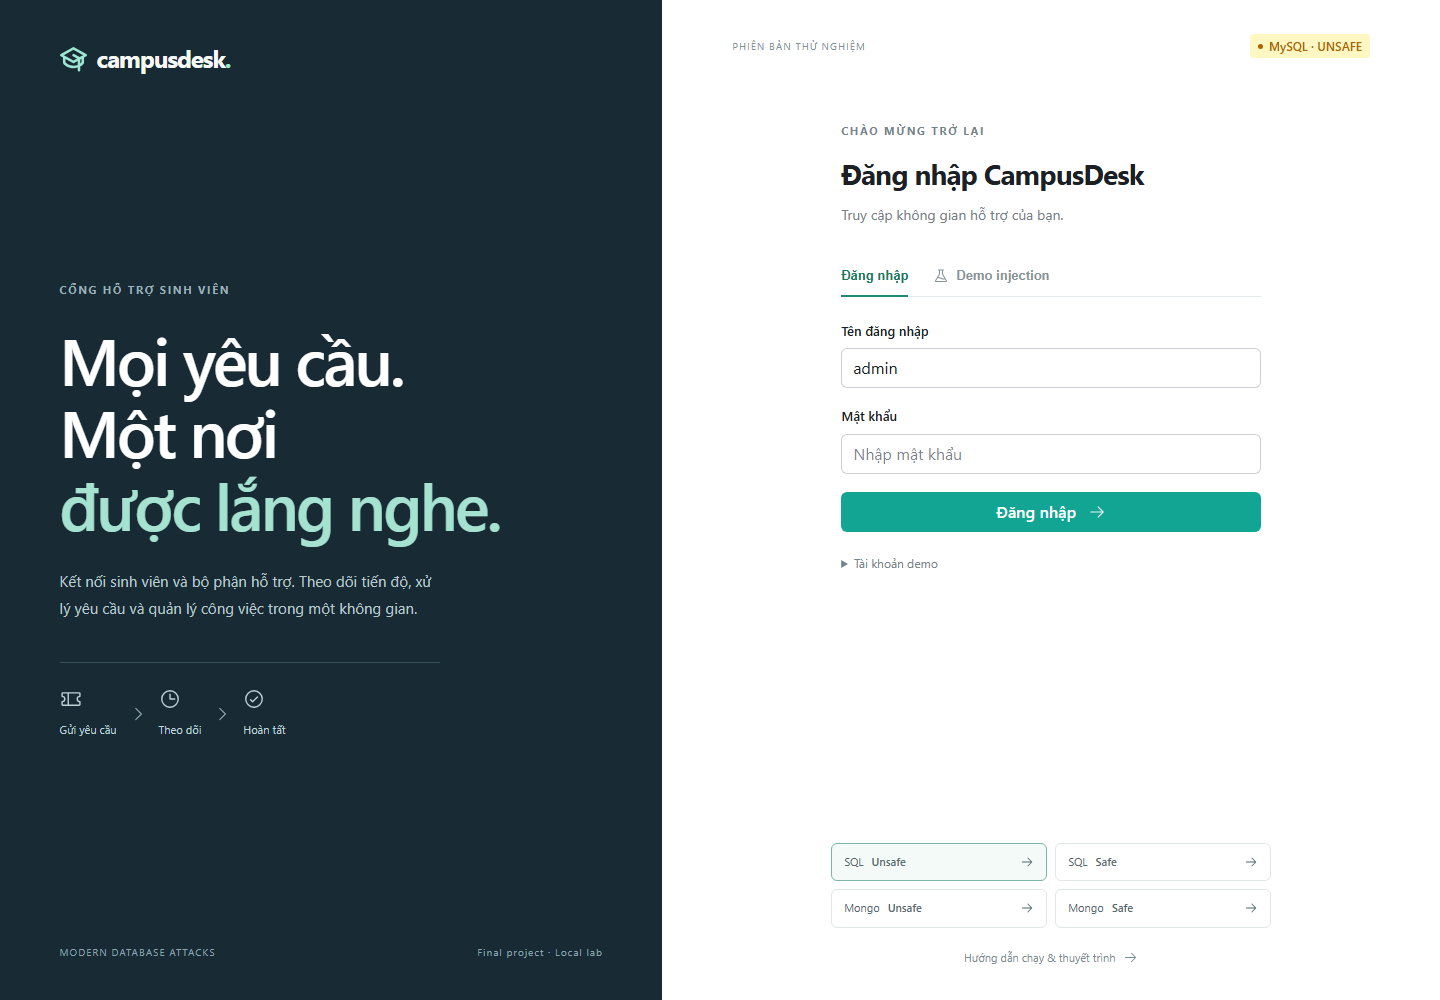 campusdesk.
CỔNG HỖ TRỢ SINH VIÊN
Mọi yêu cầu.
Một nơi
được lắng nghe.
Kết nối sinh viên và bộ phận hỗ trợ. Theo dõi tiến độ, xử
lý yêu cầu và quản lý công việc trong một không gian.
Gửi yêu cầu
Theo dõi
Hoàn tất
MODERN DATABASE ATTACKS
Final project · Local lab
PHIÊN BẢN THỬ NGHIỆM
MySQL · UNSAFE
CHÀO MỪNG TRỞ LẠI
Đăng nhập CampusDesk
Truy cập không gian hỗ trợ của bạn.
Đăng nhập
Demo injection
Tên đăng nhập
admin
Mật khẩu
Nhập mật khẩu
Đăng nhập →
▶ Tài khoản demo
SQL Unsafe →
SQL Safe →
Mongo Unsafe →
Mongo Safe →
Hướng dẫn chạy & thuyết trình →